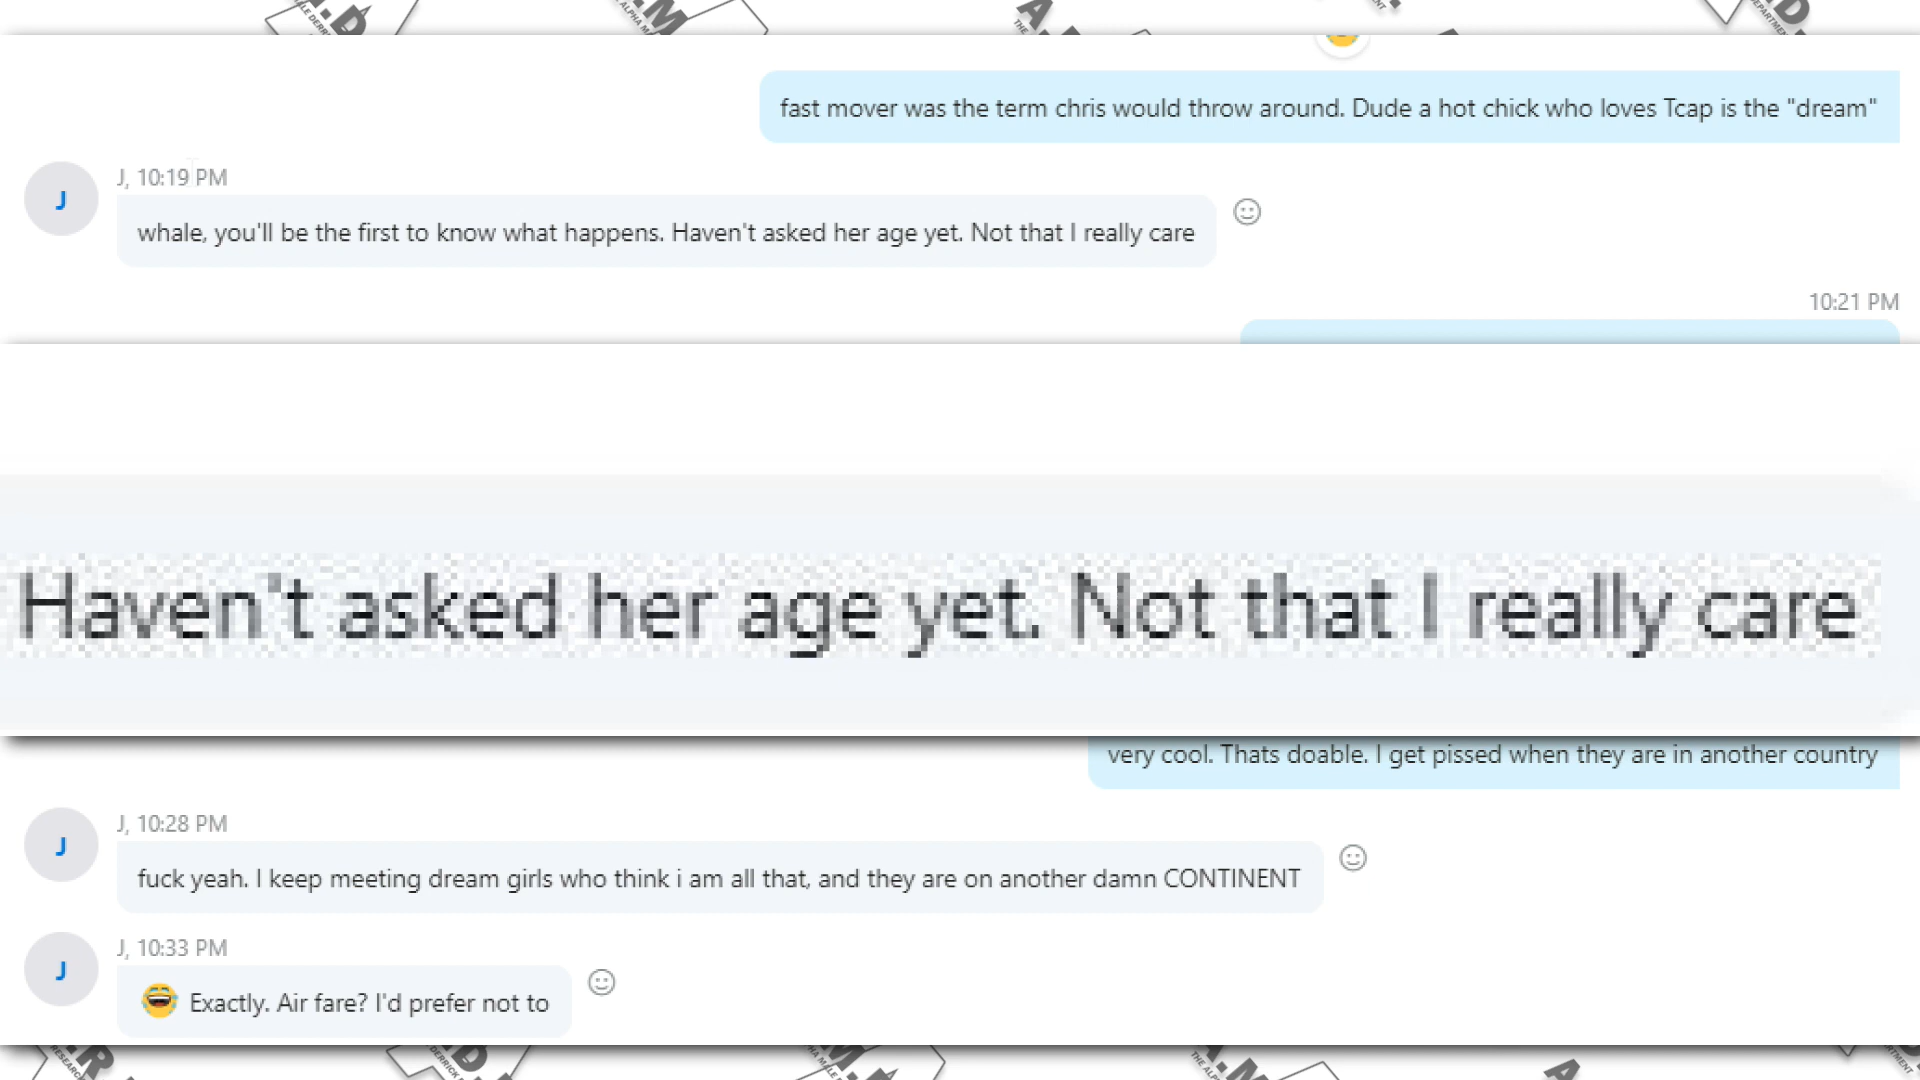 fast mover was the term chris would throw around. Dude a hot chick who loves Tcap is the "dream"
J, 10:19 PM
J
whale, you'll be the first to know what happens. Haven't asked her age yet. Not that I really care
10:21 PM
Haven't asked her age yet. Not that I really care
very cool. Thats doable. I get pissed when they are in another country
J, 10:28 PM
J
fuck yeah. I keep meeting dream girls who think i am all that, and they are on another damn CONTINENT
J, 10:33 PM
J
Exactly. Air fare? I'd prefer not to